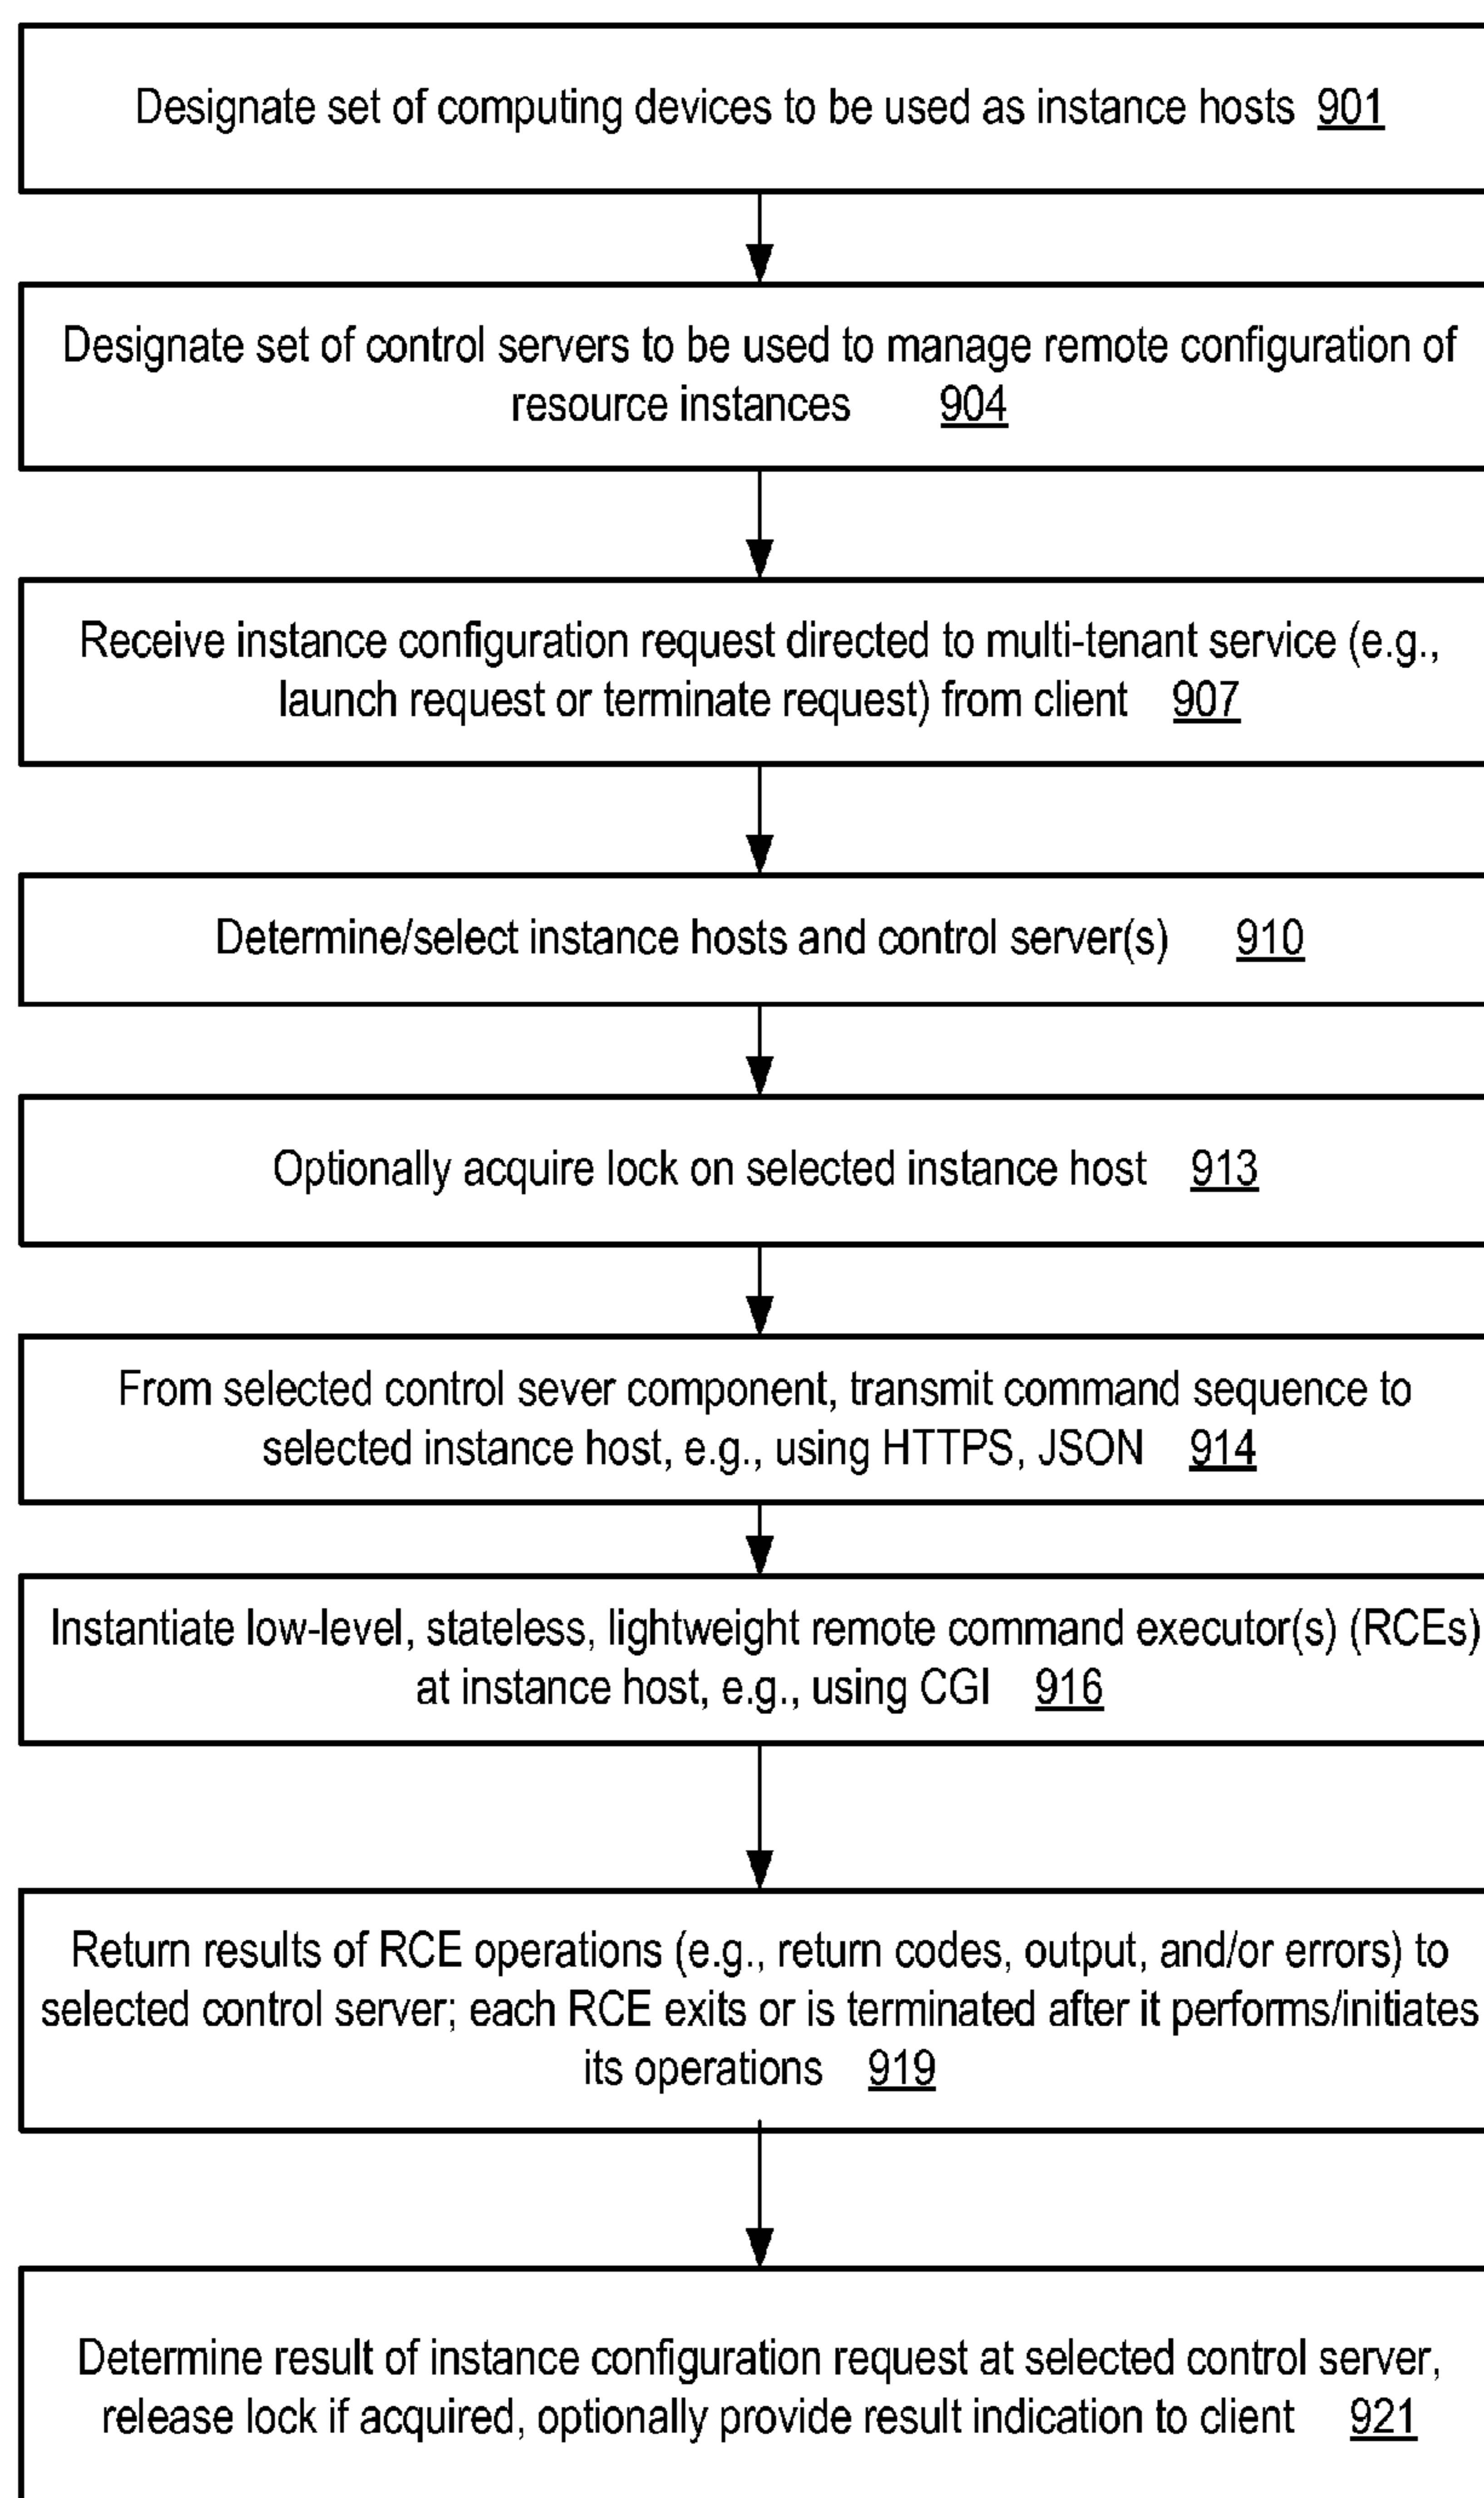 Designate set of computing devices to be used as instance hosts 901
Designate set of control servers to be used to manage remote configuration of
resource instances 904
Receive instance configuration request directed to multi-tenant service (e.g.,
launch request or terminate request) from client 907
Determine/select instance hosts and control server(s) 910
Optionally acquire lock on selected instance host 913
From selected control sever component, transmit command sequence to
selected instance host, e.g., using HTTPS, JSON 914
Instantiate low-level, stateless, lightweight remote command executor(s) (RCEs)
at instance host, e.g., using CGI 916
Return results of RCE operations (e.g., return codes, output, and/or errors) to
selected control server; each RCE exits or is terminated after it performs/initiates
its operations 919
Determine result of instance configuration request at selected control server,
release lock if acquired, optionally provide result indication to client 921